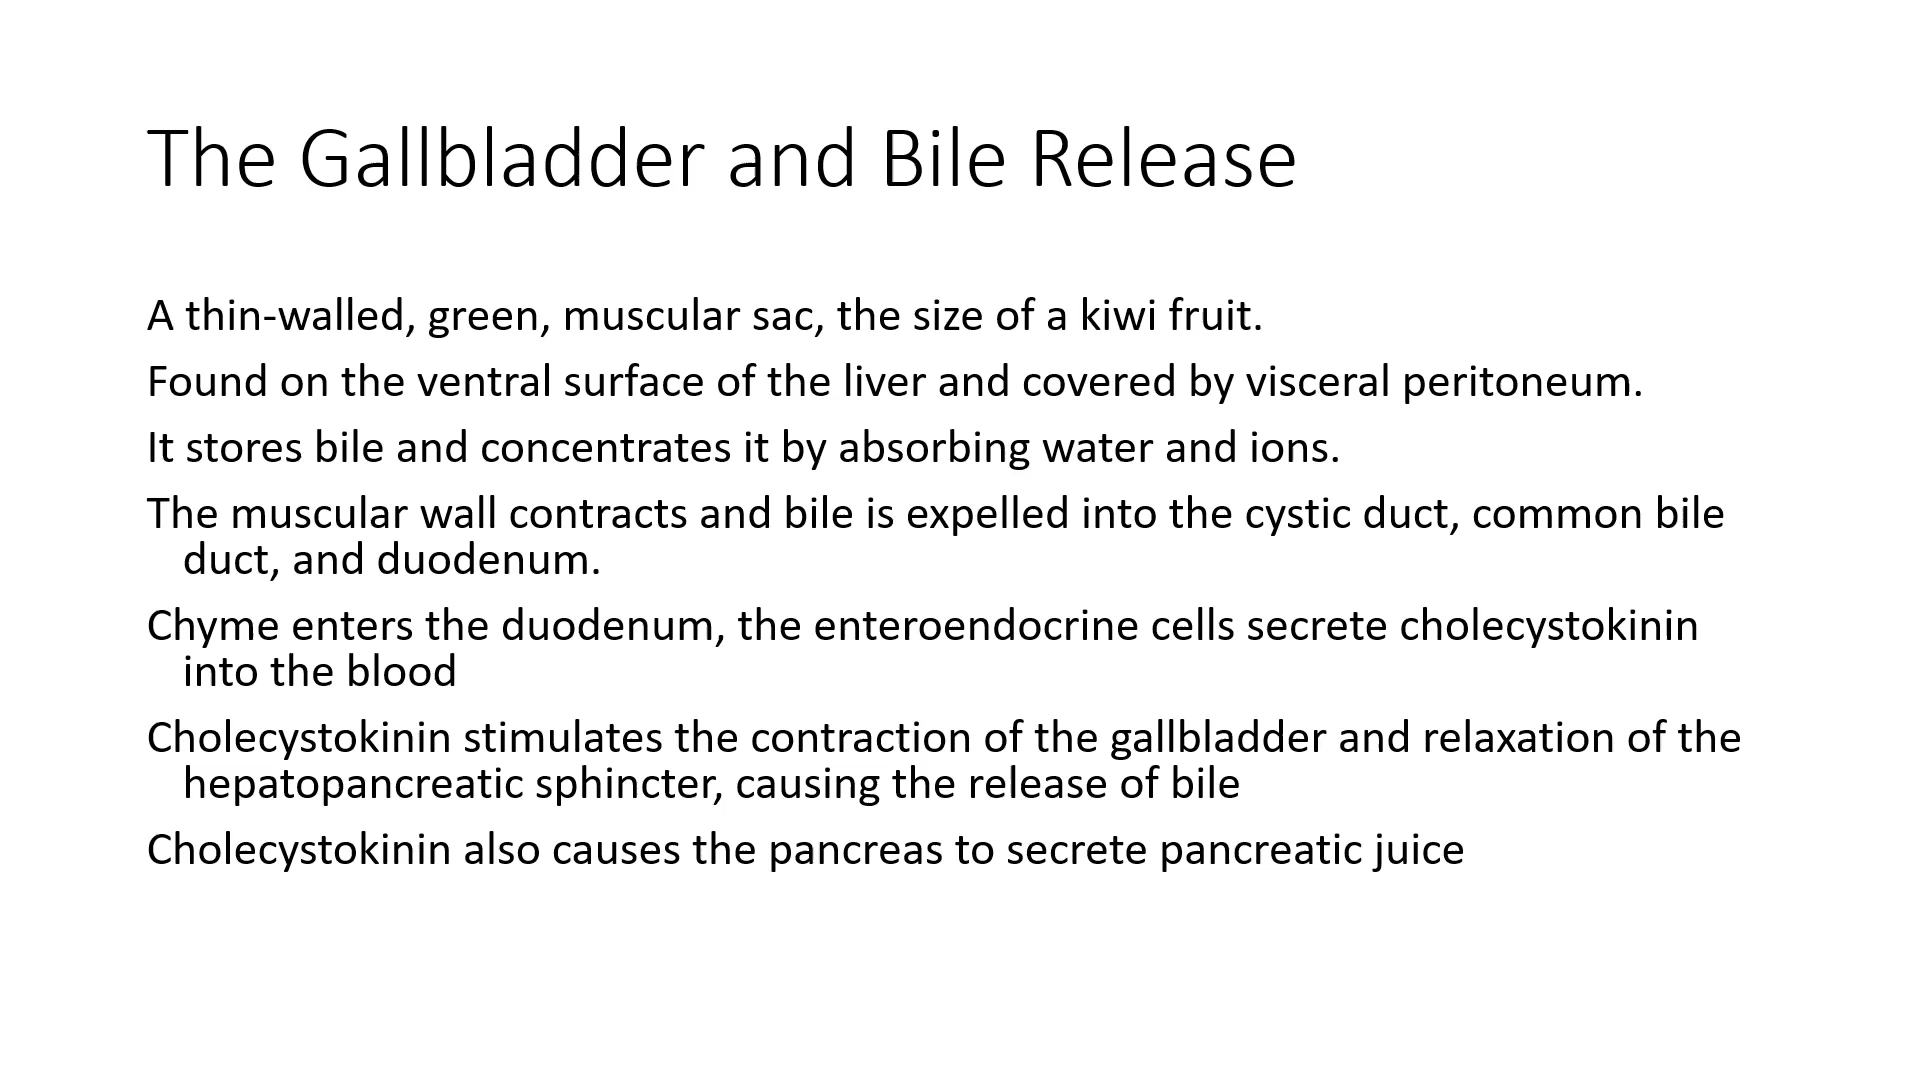 The Gallbladder and Bile Release
A thin-walled, green, muscular sac, the size of a kiwi fruit.
Found on the ventral surface of the liver and covered by visceral peritoneum.
It stores bile and concentrates it by absorbing water and ions.
The muscular wall contracts and bile is expelled into the cystic duct, common bile
duct, and duodenum.
Chyme enters the duodenum, the enteroendocrine cells secrete cholecystokinin
into the blood
Cholecystokinin stimulates the contraction of the gallbladder and relaxation of the
hepatopancreatic sphincter, causing the release of bile
Cholecystokinin also causes the pancreas to secrete pancreatic juice